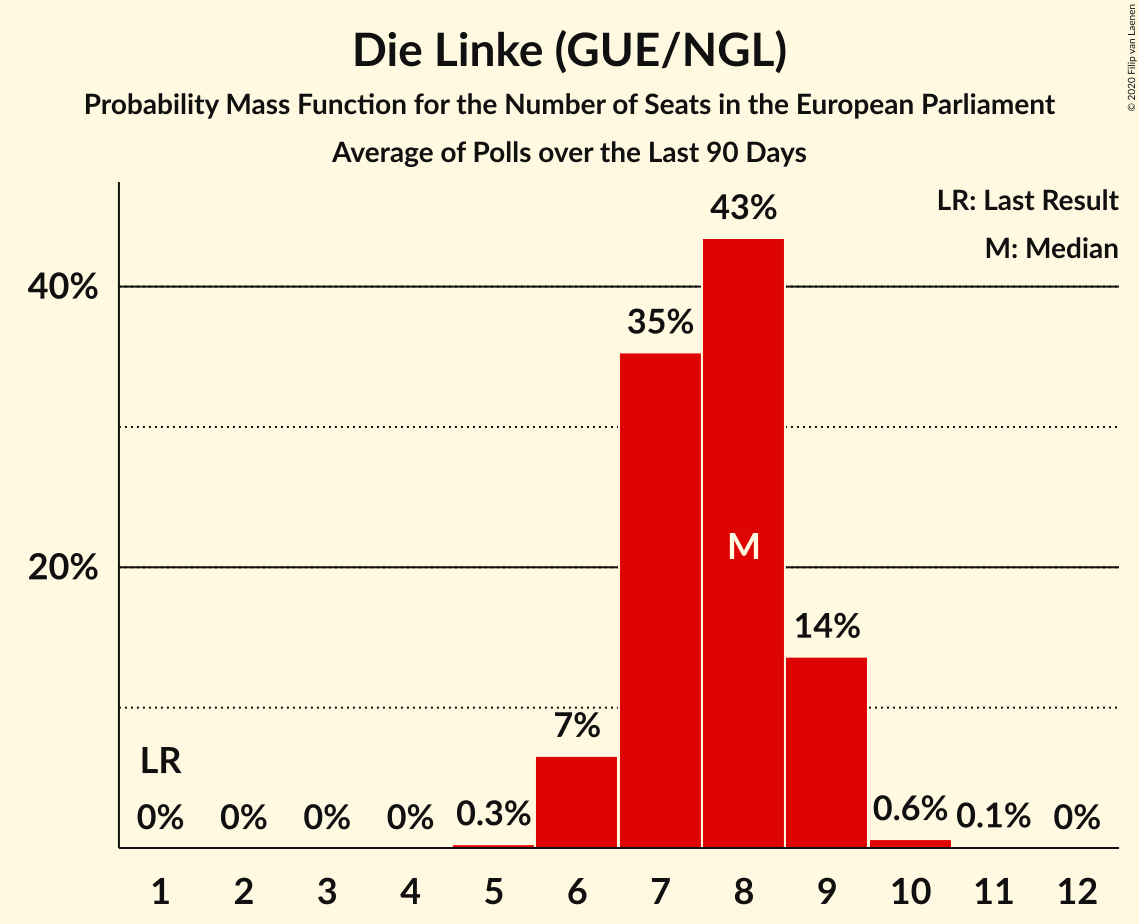 Die Linke (GUE/NGL)
Probability Mass Function for the Number of Seats in the European Parliament
Average of Polls over the Last 90 Days
© 2020 Filip van Laenen
LR: Last Result
M: Median
43%
40%
35%
M
20%
14%
7%
LR
0% 0% 0% 0% 0.3% 0.6% 0.1% 0%
1 2 3 4 5 6 7 8 9 10 11 12